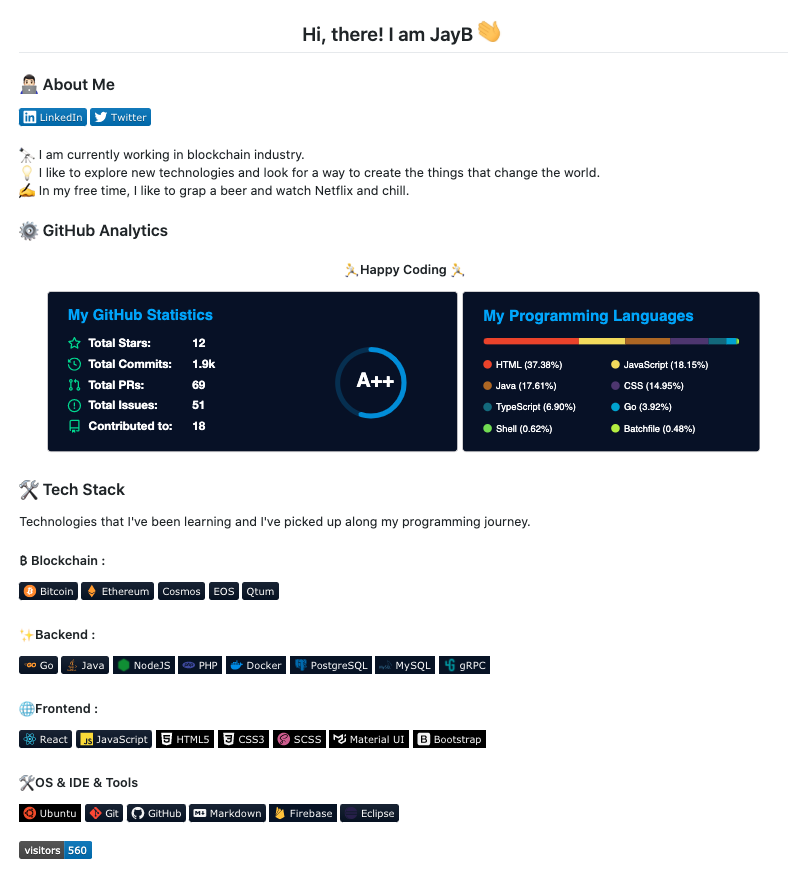 Hi, there! I am JayB 👋
👨🏻‍💻 About Me
LinkedIn Twitter
🔭 I am currently working in blockchain industry.
💡 I like to explore new technologies and look for a way to create the things that change the world.
✍️ In my free time, I like to grap a beer and watch Netflix and chill.
⚙️ GitHub Analytics
🏃Happy Coding 🏃
My GitHub Statistics
Total Stars: 12
Total Commits: 1.9k
Total PRs: 69
Total Issues: 51
Contributed to: 18
A++
My Programming Languages
HTML (37.38%) JavaScript (18.15%)
Java (17.61%) CSS (14.95%)
TypeScript (6.90%) Go (3.92%)
Shell (0.62%) Batchfile (0.48%)
🛠️ Tech Stack
Technologies that I've been learning and I've picked up along my programming journey.
฿ Blockchain :
Bitcoin Ethereum Cosmos EOS Qtum
✨Backend :
Go Java NodeJS PHP Docker PostgreSQL MySQL gRPC
🌐Frontend :
React JavaScript HTML5 CSS3 SCSS Material UI Bootstrap
🛠️OS & IDE & Tools
Ubuntu Git GitHub Markdown Firebase Eclipse
visitors 560